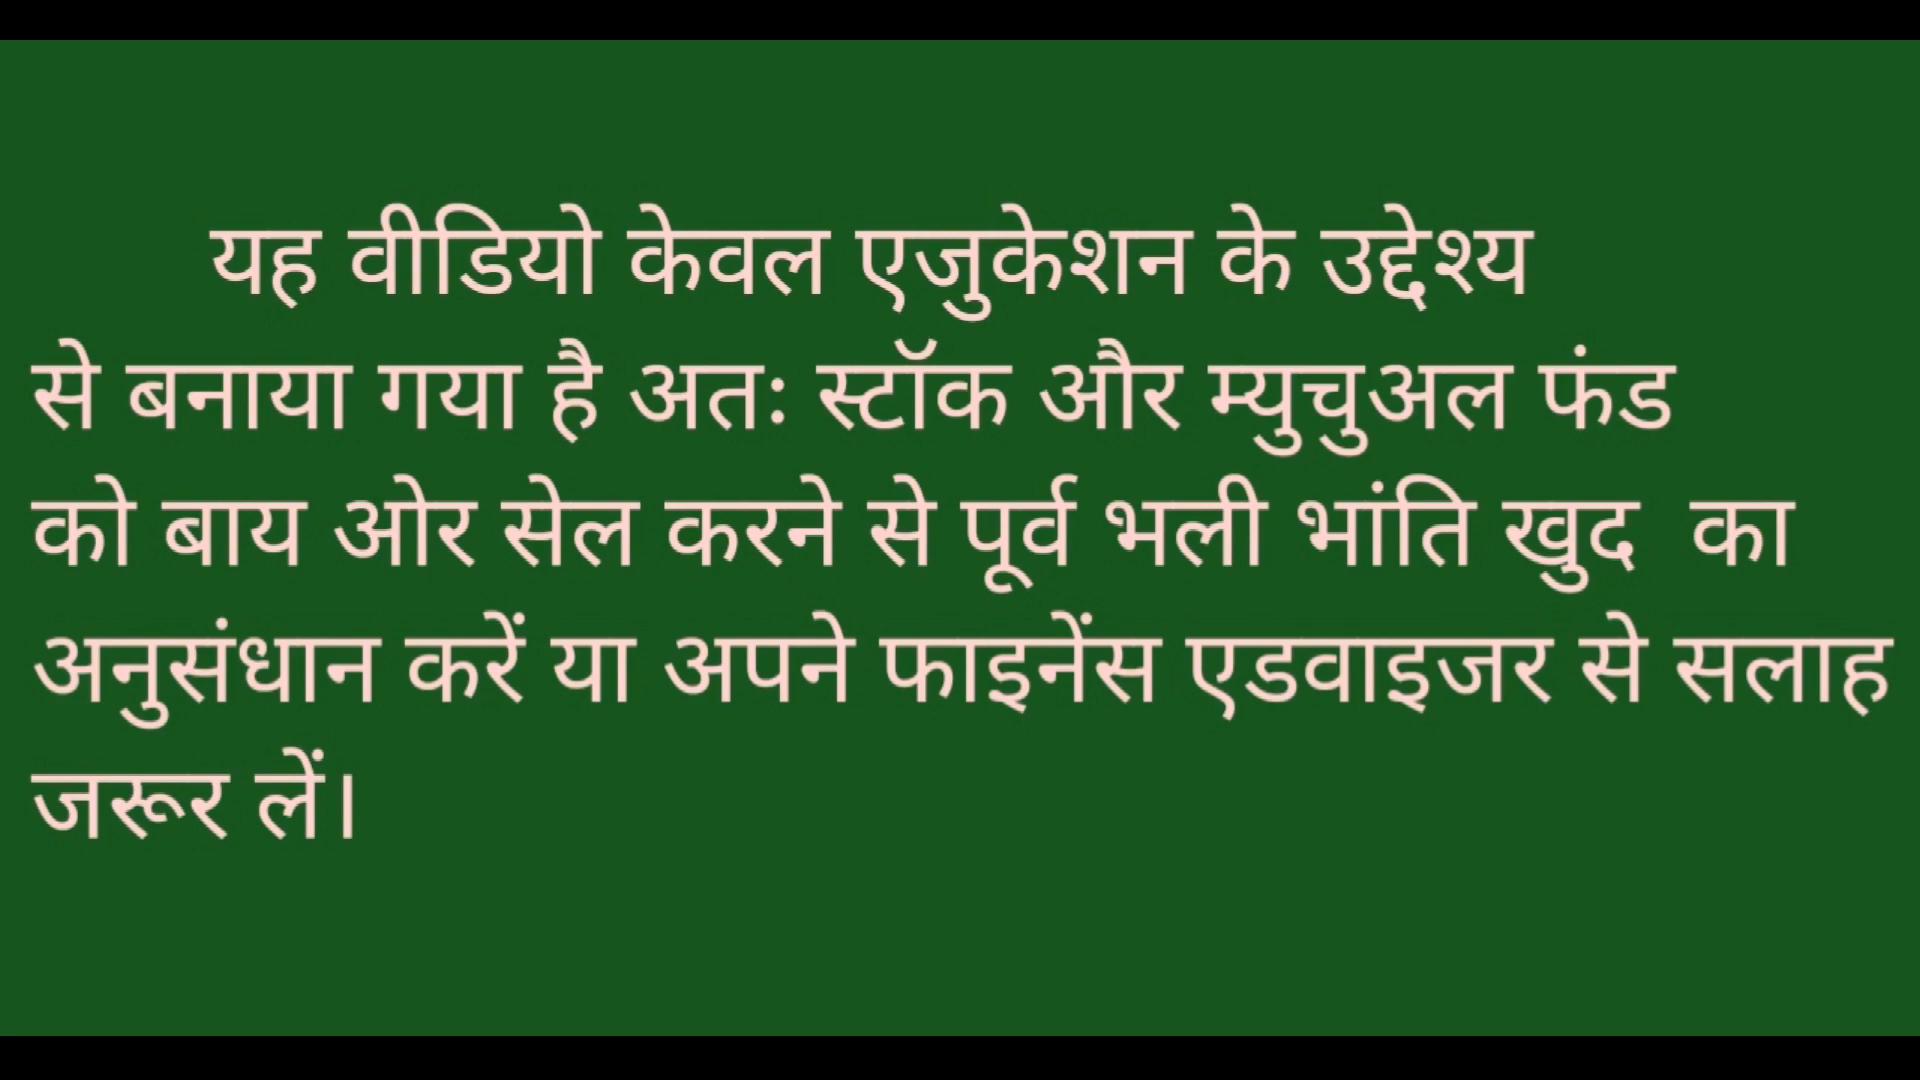 यह वीडियो केवल एजुकेशन के उद्देश्य
से बनाया गया है अतः स्टॉक और म्युचुअल फंड
को बाय ओर सेल करने से पूर्व भली भांति खुद  का
अनुसंधान करें या अपने फाइनेंस एडवाइजर से सलाह
जरूर लें।